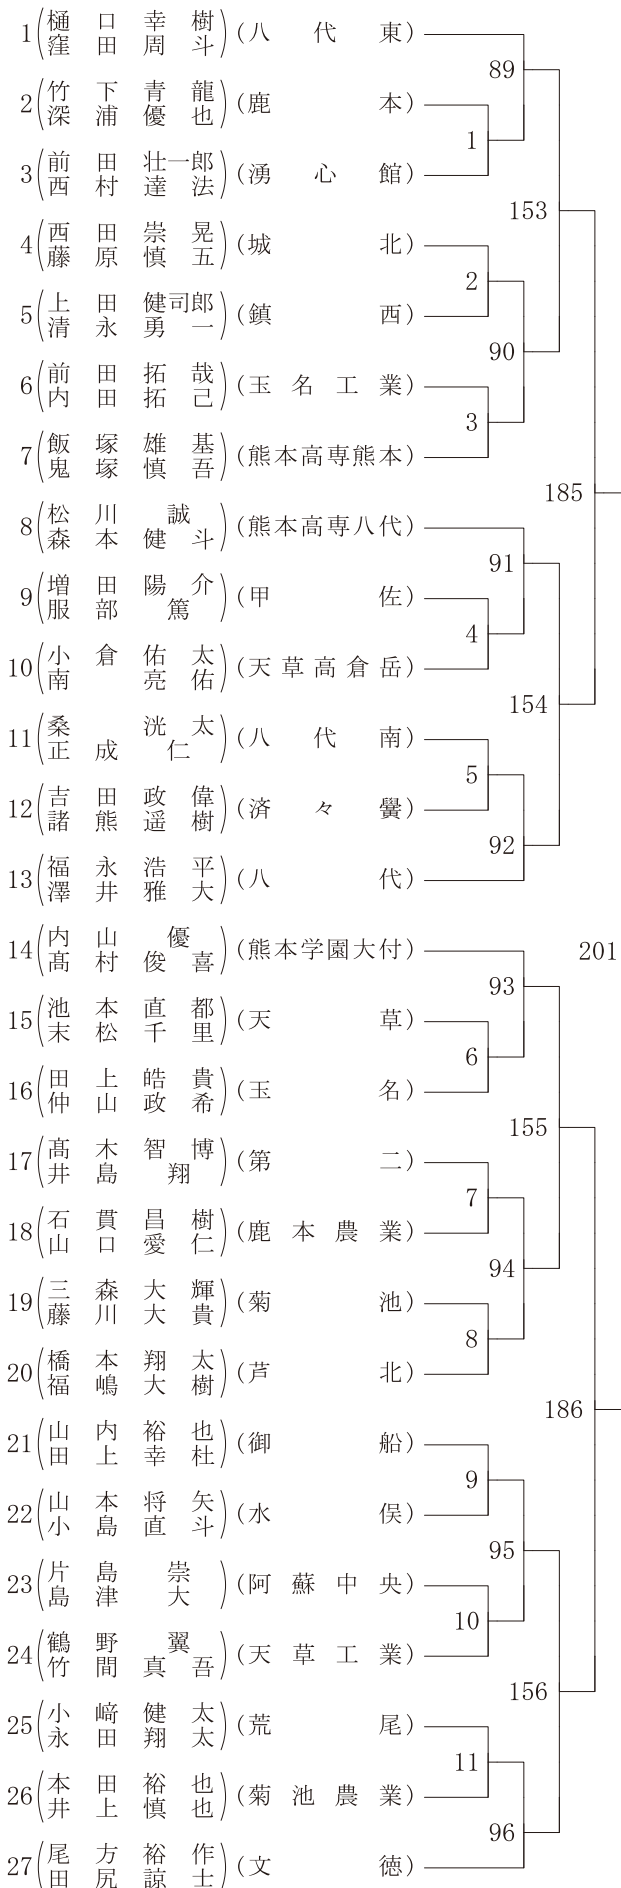 1(樋口幸樹 窪田周斗)(八代東)
89
2(竹下青龍 深浦優也)(鹿本)
1
3(前田壮一郎 西村達法)(湧心館)
153
4(西田崇晃 藤原慎五)(城北)
2
5(上田健司郎 清永勇一)(鎮西)
90
6(前田拓哉 内田拓己)(玉名工業)
3
7(飯塚雄基 鬼塚慎吾)(熊本高専熊本)
185
8(松川誠 森本健斗)(熊本高専八代)
91
9(増田陽介 服部篤)(甲佐)
4
10(小倉佑太 南亮佑)(天草高倉岳)
154
11(桑洸太 正成仁)(八代南)
5
12(吉田政偉 諸熊遥樹)(済々黌)
92
13(福永浩平 澤井雅大)(八代)
14(内山優 髙村俊喜)(熊本学園大付)
201
93
15(池本直都 末松千里)(天草)
6
16(田上皓貴 仲山政希)(玉名)
155
17(髙木智博 井島翔)(第二)
7
18(石貫昌樹 山口愛仁)(鹿本農業)
94
19(三森大輝 藤川大貴)(菊池)
8
20(橋本翔太 福嶋大樹)(芦北)
186
21(山内裕也 田上幸杜)(御船)
9
22(山本将矢 小島直斗)(水俣)
95
23(片島崇 島津大)(阿蘇中央)
10
24(鶴野翼 竹間真吾)(天草工業)
156
25(小﨑健太 永田翔太)(荒尾)
11
26(本田裕也 井上慎也)(菊池農業)
96
27(尾方裕作 田尻諒士)(文徳)